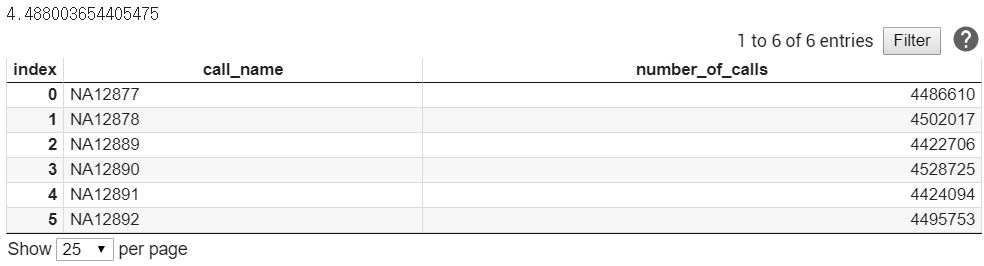 4.488003654405475
1 to 6 of 6 entries Filter ?
index call_name number_of_calls
0 NA12877 4486610
1 NA12878 4502017
2 NA12889 4422706
3 NA12890 4528725
4 NA12891 4424094
5 NA12892 4495753
Show 25 per page